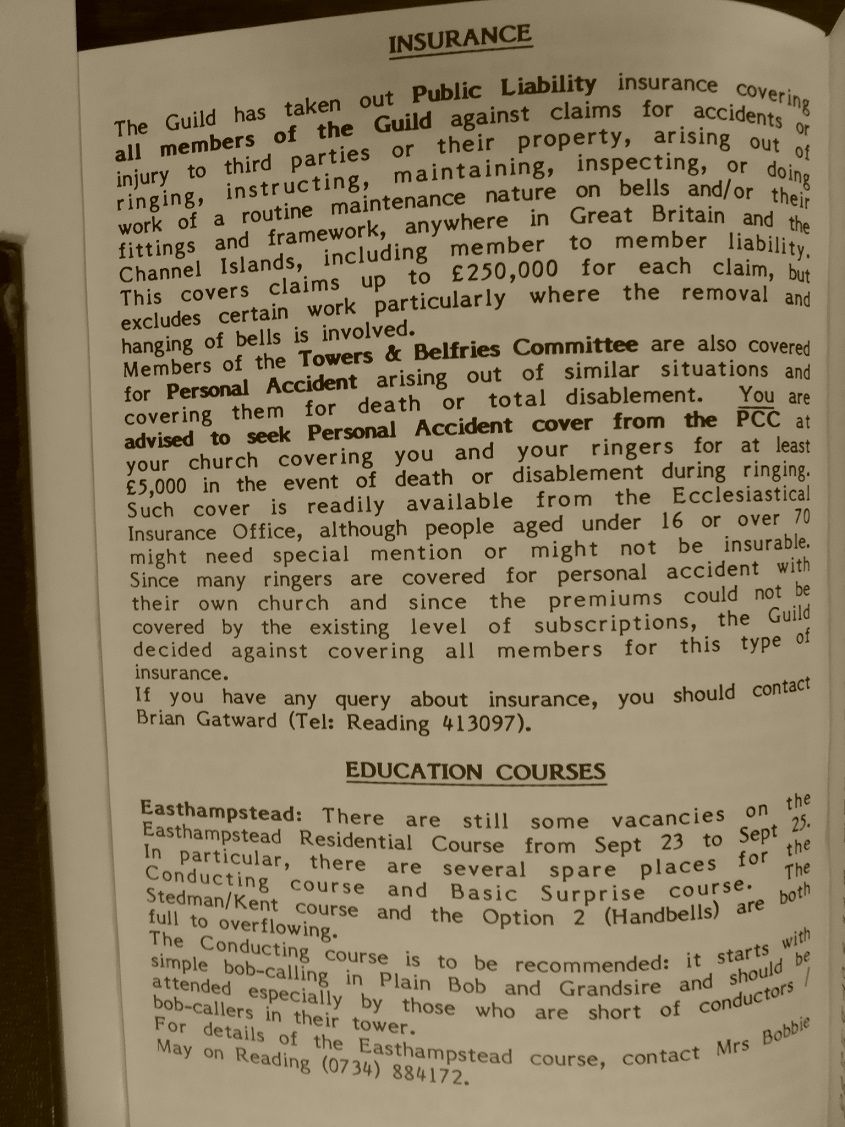 INSURANCE
The Guild has taken out Public Liability insurance covering
all members of the Guild against claims for accidents or
injury to third parties or their property, arising out of
ringing, instructing, maintaining, inspecting, or doing
work of a routine maintenance nature on bells and/or their
fittings and framework, anywhere in Great Britain and the
Channel Islands, including member to member liability.
This covers claims up to £250,000 for each claim, but
excludes certain work particularly where the removal and
hanging of bells is involved.
Members of the Towers & Belfries Committee are also covered
for Personal Accident arising out of similar situations and
covering them for death or total disablement. You are
advised to seek Personal Accident cover from the PCC at
your church covering you and your ringers for at least
£5,000 in the event of death or disablement during ringing.
Such cover is readily available from the Ecclesiastical
Insurance Office, although people aged under 16 or over 70
might need special mention or might not be insurable.
Since many ringers are covered for personal accident with
their own church and since the premiums could not be
covered by the existing level of subscriptions, the Guild
decided against covering all members for this type of
insurance.
If you have any query about insurance, you should contact
Brian Gatward (Tel: Reading 413097).
EDUCATION COURSES
Easthampstead: There are still some vacancies on the
Easthampstead Residential Course from Sept 23 to Sept 25.
In particular, there are several spare places for the
Conducting course and Basic Surprise course. The
Stedman/Kent course and the Option 2 (Handbells) are both
full to overflowing.
The Conducting course is to be recommended: it starts with
simple bob-calling in Plain Bob and Grandsire and should be
attended especially by those who are short of conductors /
bob-callers in their tower.
For details of the Easthampstead course, contact Mrs Bobbie
May on Reading (0734) 884172.